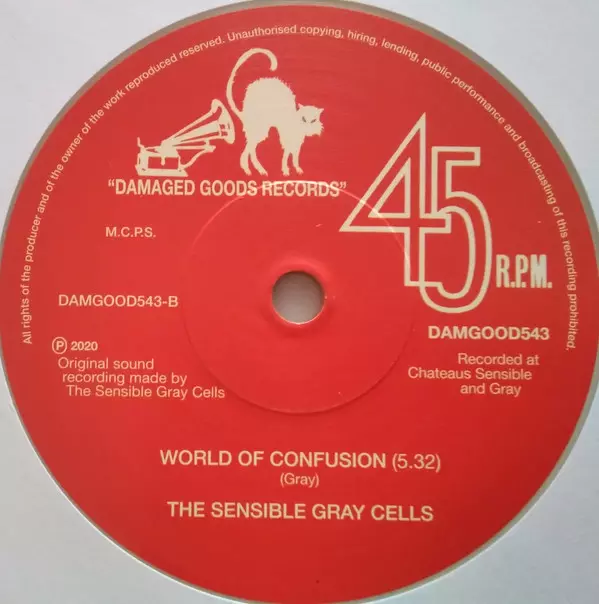 All rights of the producer and of the owner of the work reproduced reserved. Unauthorised copying, hiring, lending, public performance and broadcasting of this recording prohibited.
"DAMAGED GOODS RECORDS"
45 R.P.M.
M.C.P.S.
DAMGOOD543-B
DAMGOOD543
℗ 2020
Original sound
recording made by
The Sensible Gray Cells
Recorded at
Chateaus Sensible
and Gray
WORLD OF CONFUSION (5.32)
(Gray)
THE SENSIBLE GRAY CELLS